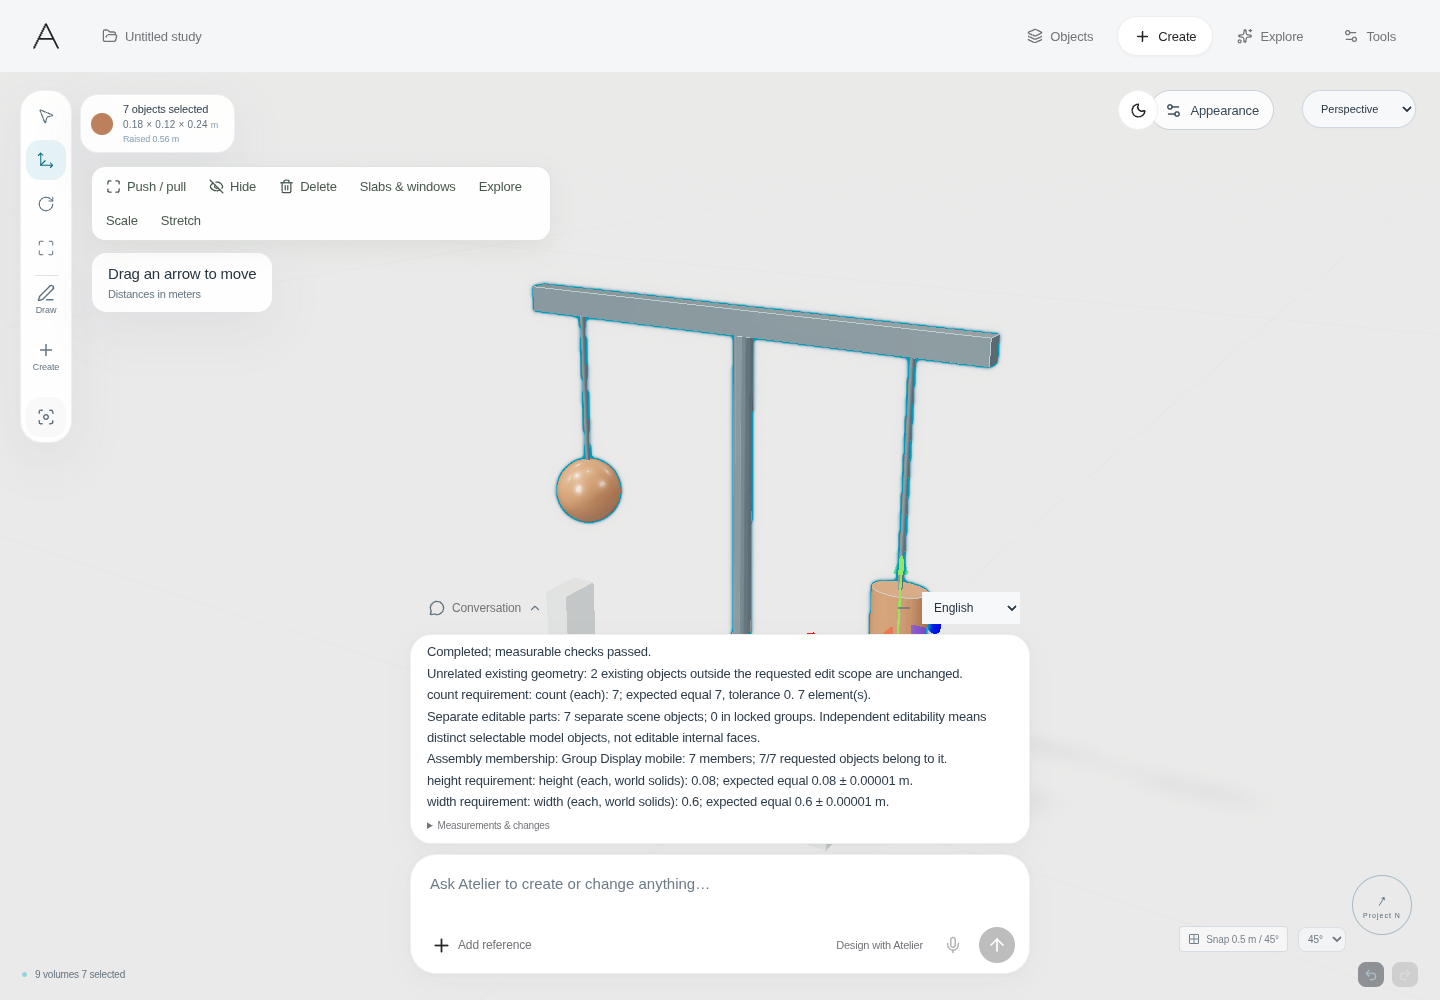 Untitled study
Objects
Create
Explore
Tools
7 objects selected
0.18 × 0.12 × 0.24 m
Raised 0.56 m
Appearance
Perspective
Push / pull
Hide
Delete
Slabs & windows
Explore
Scale
Stretch
Drag an arrow to move
Distances in meters
Draw
Create
Conversation
English
Completed; measurable checks passed.
Unrelated existing geometry: 2 existing objects outside the requested edit scope are unchanged.
count requirement: count (each): 7; expected equal 7, tolerance 0. 7 element(s).
Separate editable parts: 7 separate scene objects; 0 in locked groups. Independent editability means
distinct selectable model objects, not editable internal faces.
Assembly membership: Group Display mobile: 7 members; 7/7 requested objects belong to it.
height requirement: height (each, world solids): 0.08; expected equal 0.08 ± 0.00001 m.
width requirement: width (each, world solids): 0.6; expected equal 0.6 ± 0.00001 m.
Measurements & changes
Ask Atelier to create or change anything…
Add reference
Design with Atelier
Project N
Snap 0.5 m / 45°
45°
9 volumes 7 selected